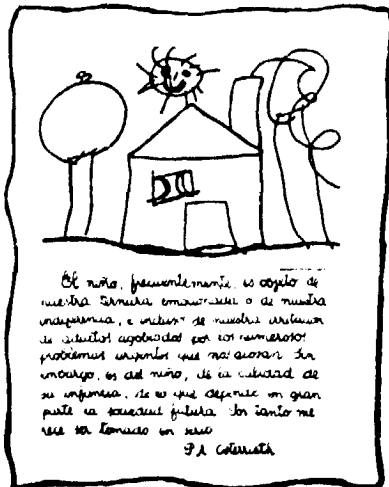 El niño, frecuentemente, es objeto de
nuestra ternura emocional o de nuestra
indiferencia, e incluso de nuestra irritación
de adultos agobiados por los numerosos
problemas urgentes que nos acosan Sin
embargo, es del niño, de la calidad de
su infancia, de lo que depende en gran
parte la sociedad futura Por tanto me
rece ser tomado en serio
P A